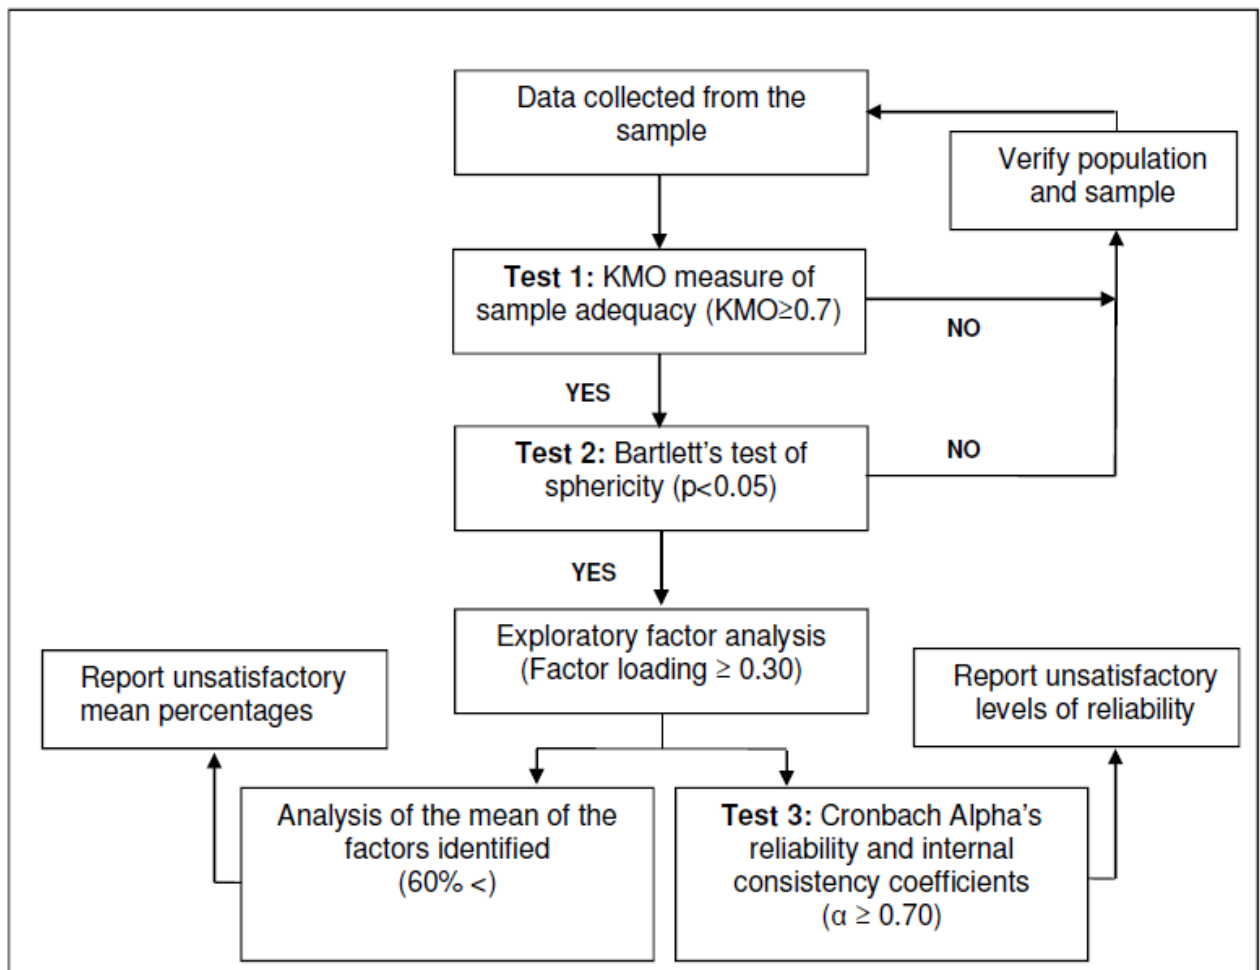 Data collected from the
sample
Verify population
and sample
Test 1: KMO measure of
sample adequacy (KMO≥0.7)
NO
YES
Test 2: Bartlett’s test of
sphericity (p<0.05)
NO
YES
Exploratory factor analysis
(Factor loading ≥ 0.30)
Report unsatisfactory
mean percentages
Report unsatisfactory
levels of reliability
Analysis of the mean of the
factors identified
(60% <)
Test 3: Cronbach Alpha’s
reliability and internal
consistency coefficients
(α ≥ 0.70)